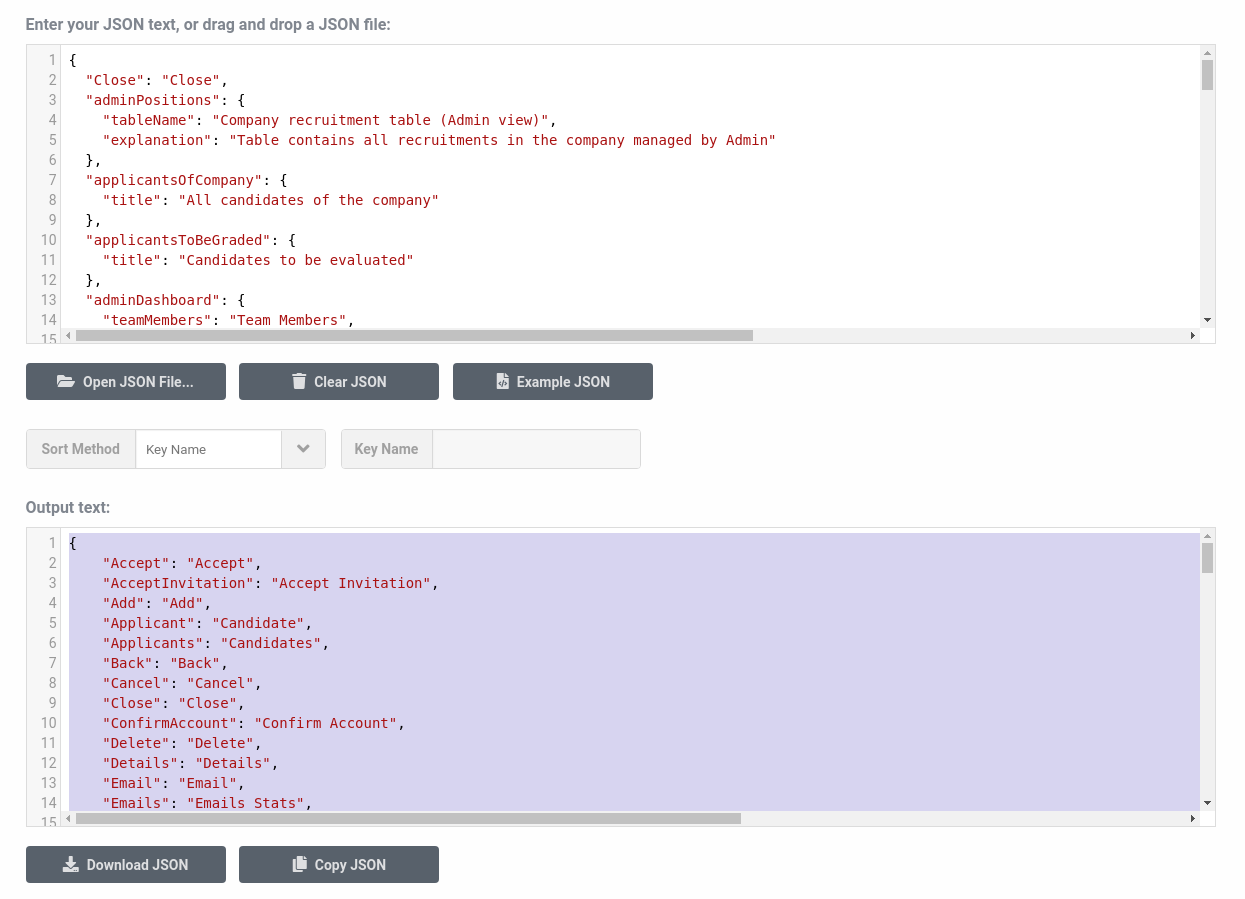 Enter your JSON text, or drag and drop a JSON file:
1 {
2 "Close": "Close",
3 "adminPositions": {
4 "tableName": "Company recruitment table (Admin view)",
5 "explanation": "Table contains all recruitments in the company managed by Admin"
6 },
7 "applicantsOfCompany": {
8 "title": "All candidates of the company"
9 },
10 "applicantsToBeGraded": {
11 "title": "Candidates to be evaluated"
12 },
13 "adminDashboard": {
14 "teamMembers": "Team Members",
15
Open JSON File... Clear JSON Example JSON
Sort Method Key Name Key Name
Output text:
1 {
2 "Accept": "Accept",
3 "AcceptInvitation": "Accept Invitation",
4 "Add": "Add",
5 "Applicant": "Candidate",
6 "Applicants": "Candidates",
7 "Back": "Back",
8 "Cancel": "Cancel",
9 "Close": "Close",
10 "ConfirmAccount": "Confirm Account",
11 "Delete": "Delete",
12 "Details": "Details",
13 "Email": "Email",
14 "Emails": "Emails Stats",
15
Download JSON Copy JSON